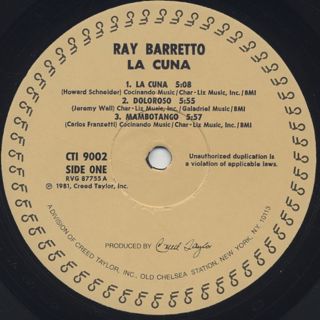 RAY BARRETTO
LA CUNA
1. LA CUNA 5:08
(Howard Schneider) Cocinando Music/Char-Liz Music, Inc./BMI
2. DOLOROSO 5:55
(Jeremy Wall) Char-Liz Music, Inc./Galadriel Music/BMI
3. MAMBOTANGO 5:57
(Carlos Franzetti) Cocinando Music/Char-Liz Music, Inc./BMI
CTI 9002
SIDE ONE
RVG 87755 A
℗ 1981, Creed Taylor, Inc.
Unauthorized duplication is
a violation of applicable laws.
PRODUCED BY Creed Taylor
A DIVISION OF CREED TAYLOR, INC., OLD CHELSEA STATION, NEW YORK, N.Y. 10113